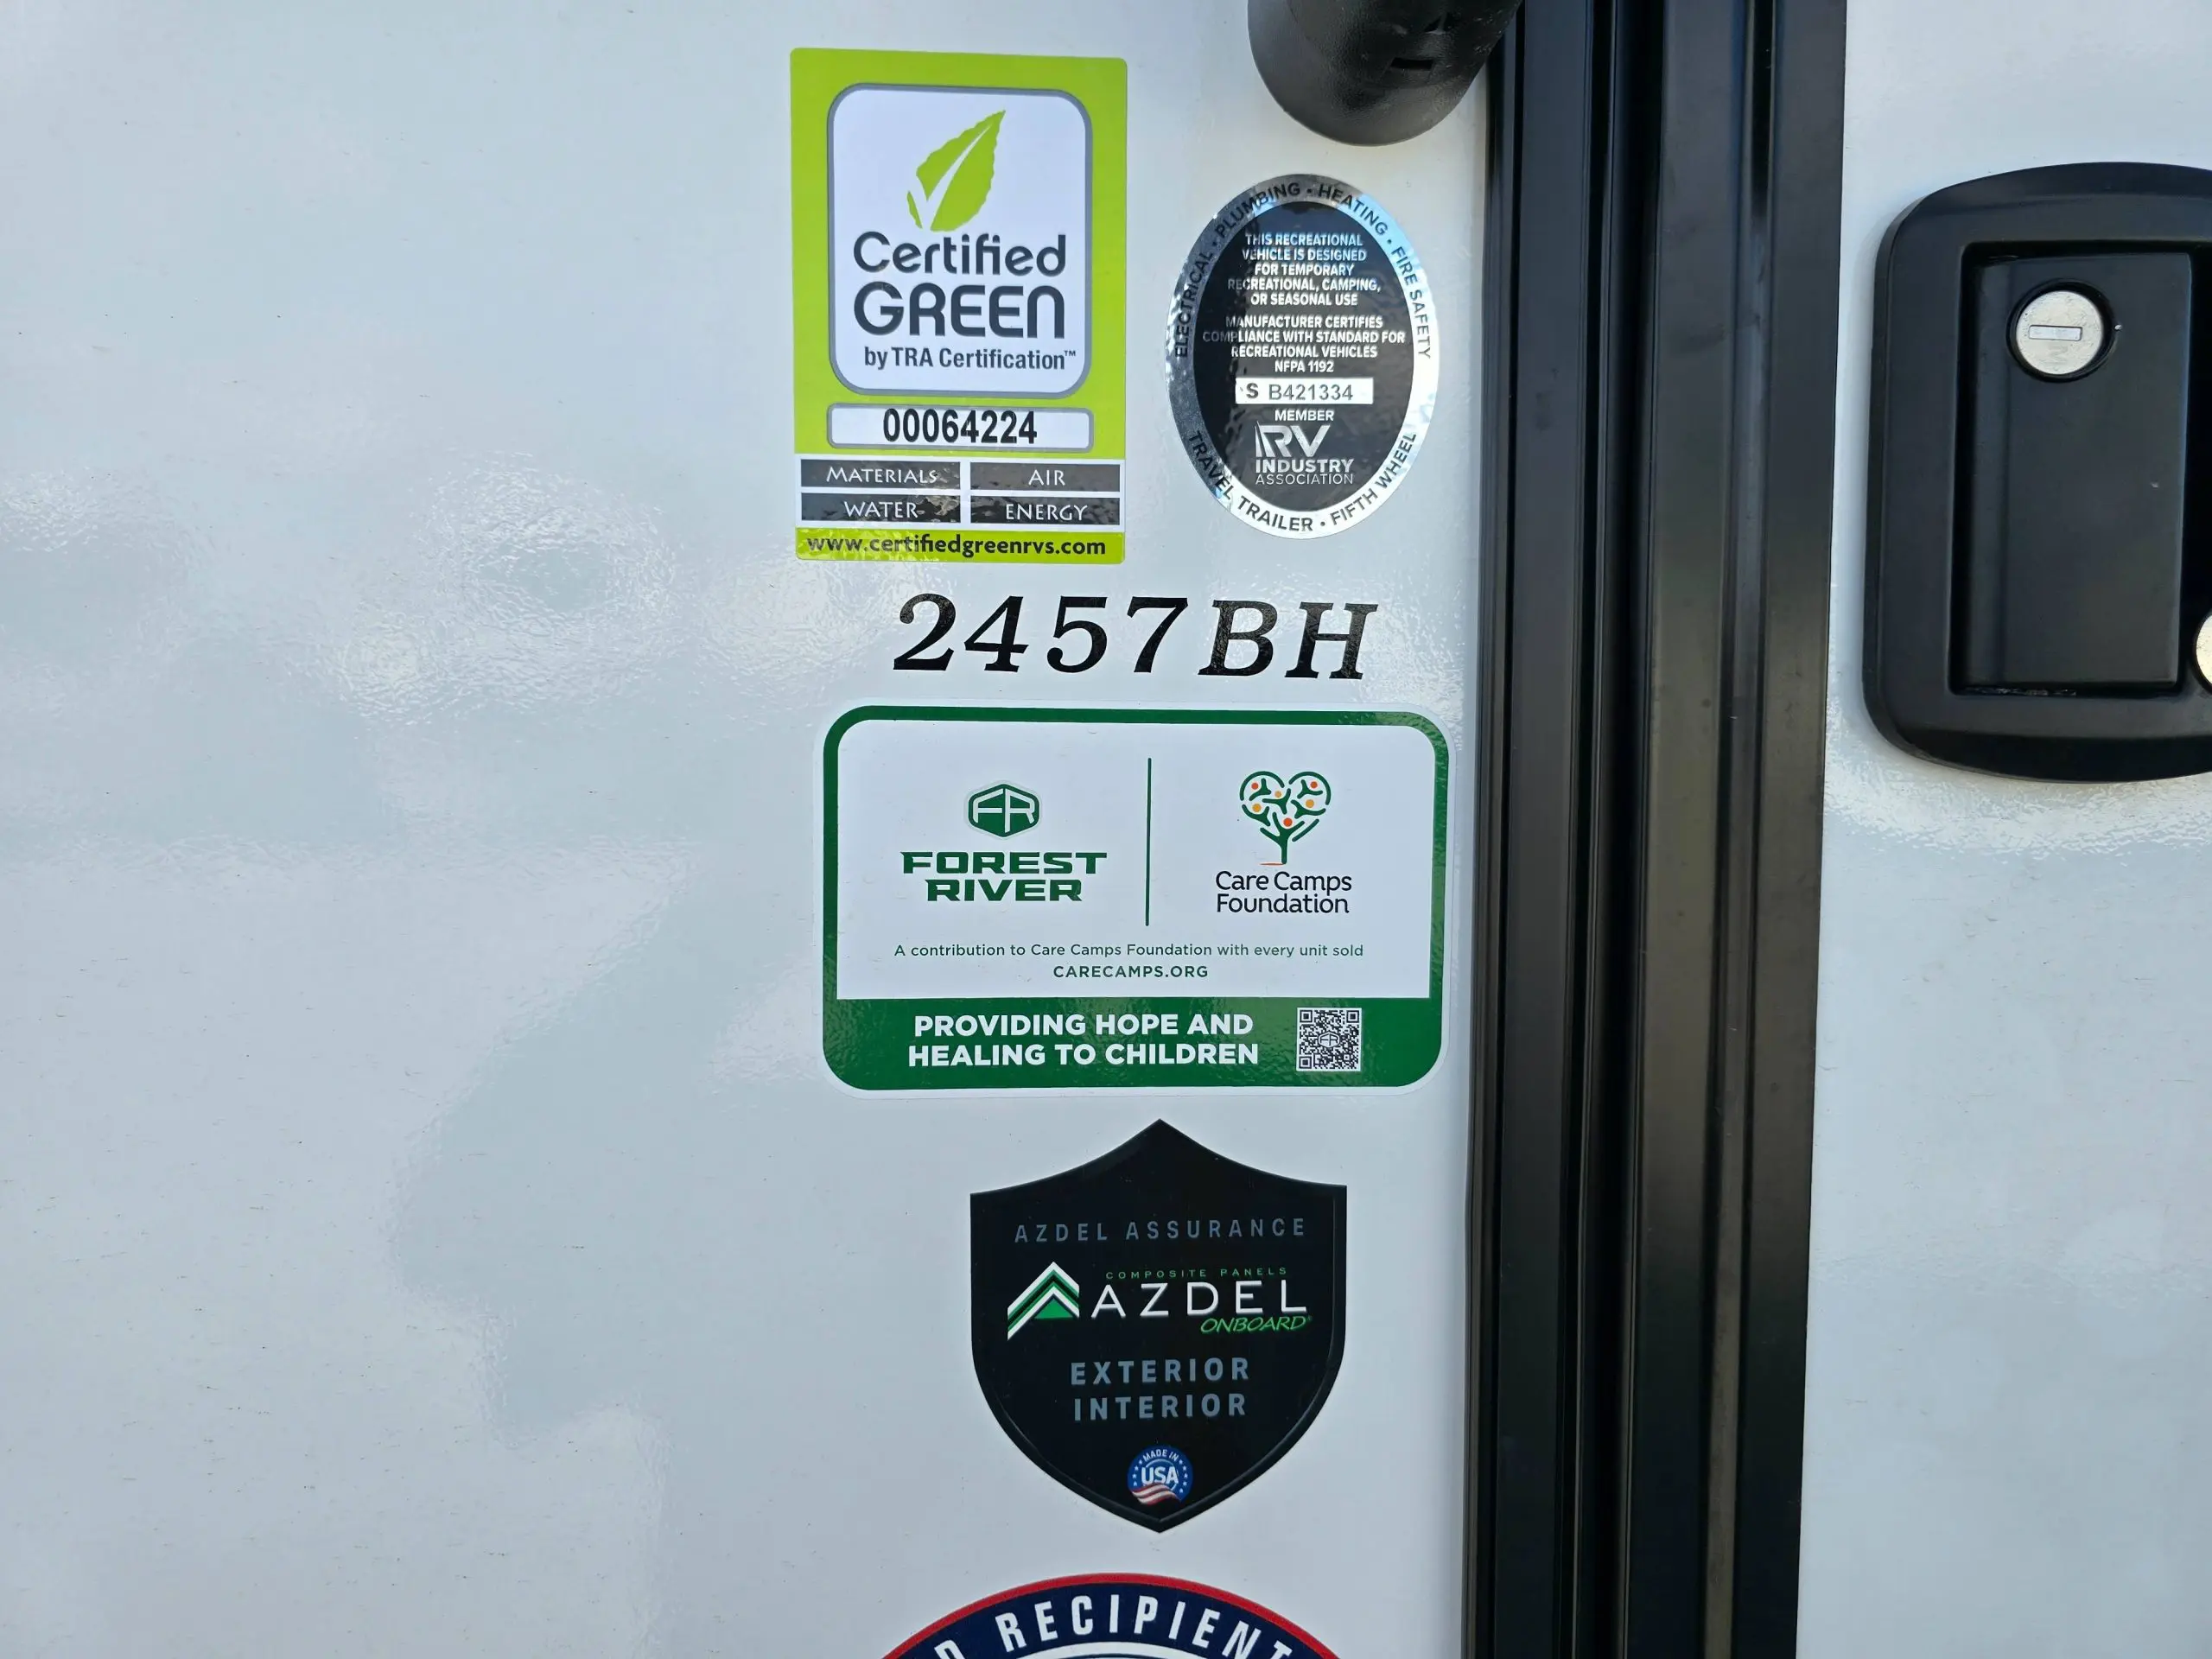 Certified
GREEN
by TRA Certification™
00064224
MATERIALS
AIR
WATER
ENERGY
www.certifiedgreenrvs.com
ELECTRICAL • PLUMBING • HEATING • FIRE SAFETY
THIS RECREATIONAL
VEHICLE IS DESIGNED
FOR TEMPORARY
RECREATIONAL, CAMPING,
OR SEASONAL USE
MANUFACTURER CERTIFIES
COMPLIANCE WITH STANDARD FOR
RECREATIONAL VEHICLES
NFPA 1192
S B421334
MEMBER
RV
INDUSTRY
ASSOCIATION
TRAVEL TRAILER • FIFTH WHEEL
2457BH
FR
FOREST
RIVER
Care Camps
Foundation
A contribution to Care Camps Foundation with every unit sold
CARECAMPS.ORG
PROVIDING HOPE AND
HEALING TO CHILDREN
AZDEL ASSURANCE
COMPOSITE PANELS
AZDEL
ONBOARD®
EXTERIOR
INTERIOR
MADE IN
USA
RECIPIENT